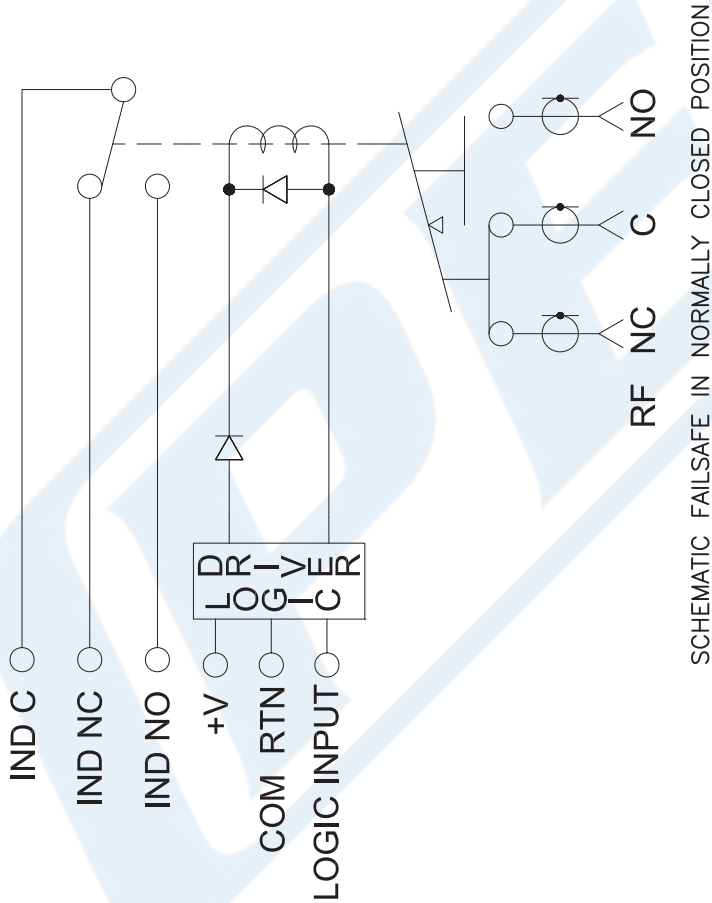 IND C
IND NC
IND NO
+V
COM RTN
LOGIC INPUT
LOGIC
DRIVER
RF NC C NO
SCHEMATIC FAILSAFE IN NORMALLY CLOSED POSITION